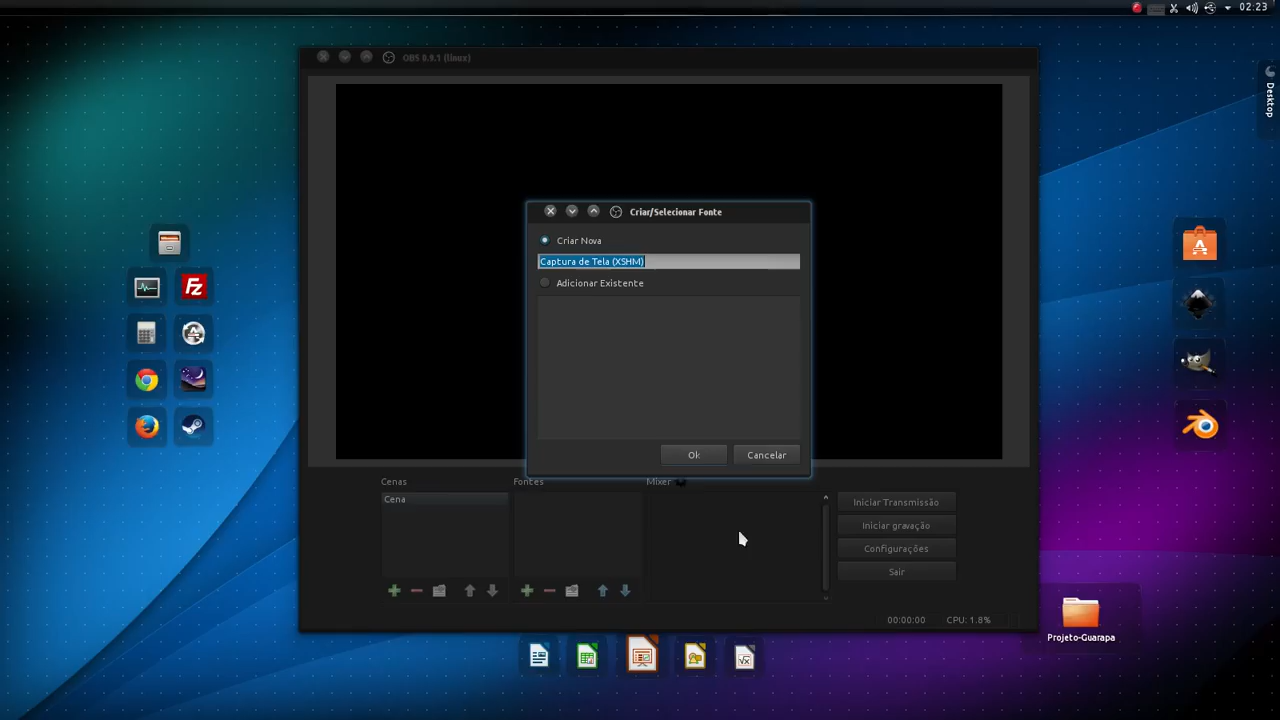 02:23
OBS 0.9.1 (linux)
Desktop
Criar/Selecionar Fonte
Criar Nova
Captura de Tela (XSHM)
Adicionar Existente
Ok
Cancelar
Cenas
Fontes
Mixer
Cena
Iniciar Transmissão
Iniciar gravação
Configurações
Sair
00:00:00
CPU: 1.8%
Projeto-Guarapa